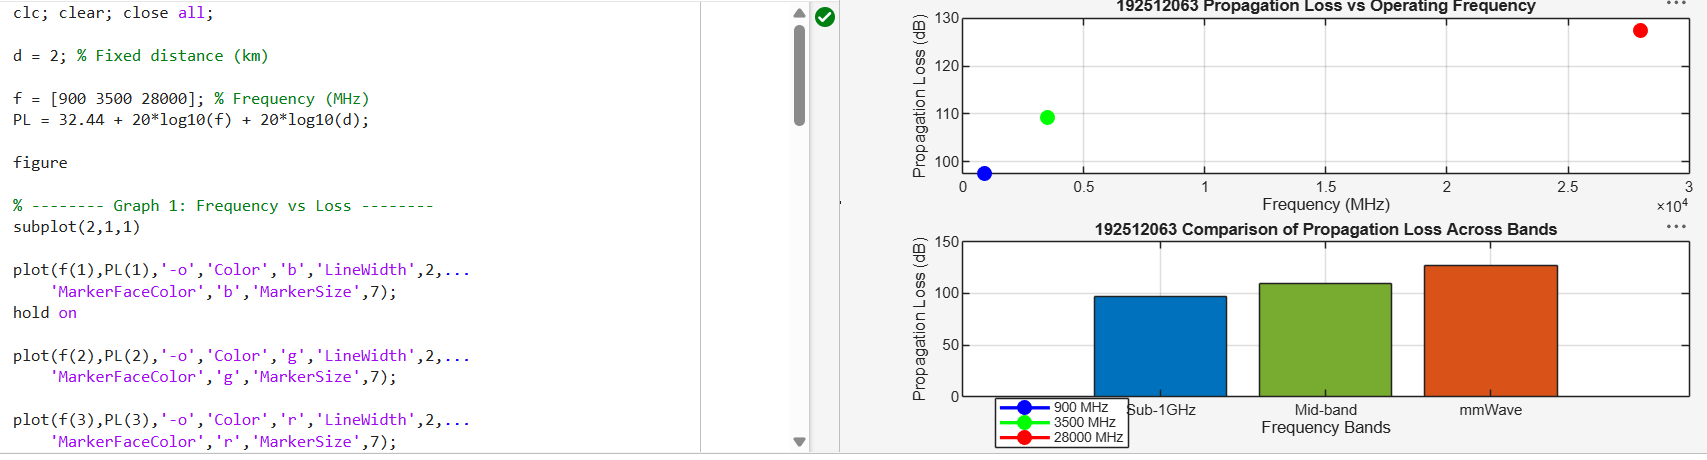 clc; clear; close all;
d = 2; % Fixed distance (km)
f = [900 3500 28000]; % Frequency (MHz)
PL = 32.44 + 20*log10(f) + 20*log10(d);
figure
% -------- Graph 1: Frequency vs Loss --------
subplot(2,1,1)
plot(f(1),PL(1),'-o','Color','b','LineWidth',2,...
'MarkerFaceColor','b','MarkerSize',7);
hold on
plot(f(2),PL(2),'-o','Color','g','LineWidth',2,...
'MarkerFaceColor','g','MarkerSize',7);
plot(f(3),PL(3),'-o','Color','r','LineWidth',2,...
'MarkerFaceColor','r','MarkerSize',7);
192512063 Propagation Loss vs Operating Frequency
Propagation Loss (dB)
130
120
110
100
0 0.5 1 1.5 2 2.5 3
Frequency (MHz)
×10⁴
192512063 Comparison of Propagation Loss Across Bands
Propagation Loss (dB)
150
100
50
0
Sub-1GHz Mid-band mmWave
Frequency Bands
900 MHz
3500 MHz
28000 MHz